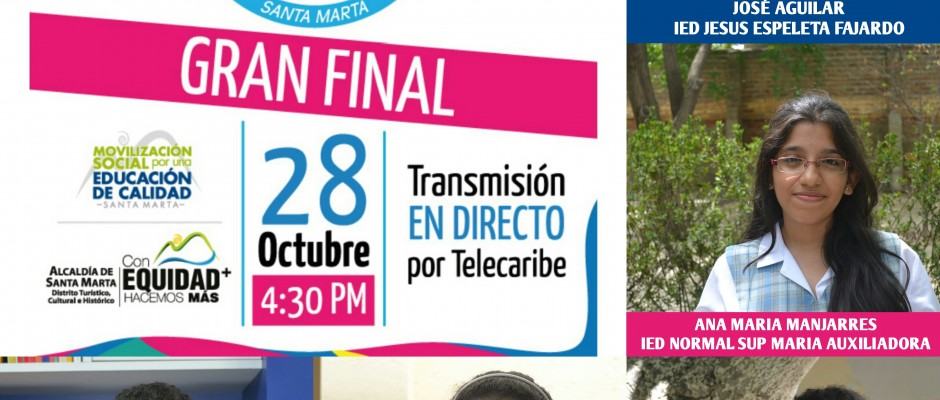 SANTA MARTA
GRAN FINAL
MOVILIZACIÓN
SOCIAL por una
EDUCACIÓN
DE CALIDAD
-SANTA MARTA-
ALCALDÍA DE
SANTA MARTA
Distrito Turístico,
Cultural e Histórico
Con
EQUIDAD+
HACEMOS MÁS
28
Octubre
4:30 PM
Transmisión
EN DIRECTO
por Telecaribe
JOSÉ AGUILAR
IED JESUS ESPELETA FAJARDO
ANA MARIA MANJARRES
IED NORMAL SUP MARIA AUXILIADORA